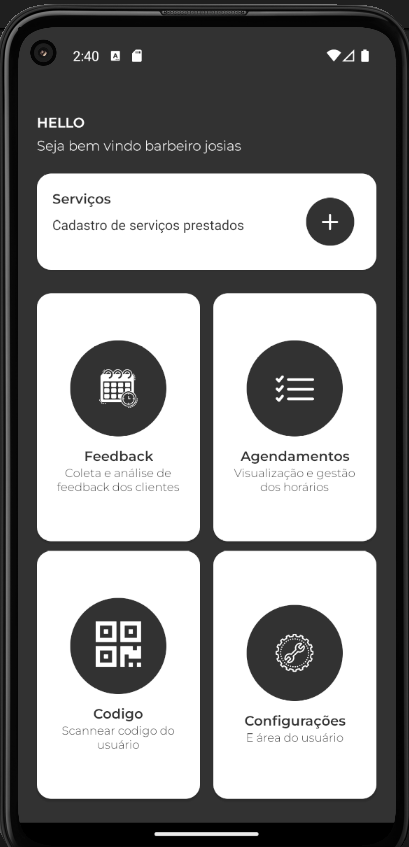 2:40
HELLO
Seja bem vindo barbeiro josias
Serviços
Cadastro de serviços prestados
Feedback
Coleta e análise de
feedback dos clientes
Agendamentos
Visualização e gestão
dos horários
Codigo
Scannear codigo do
usuário
Configurações
E área do usuário